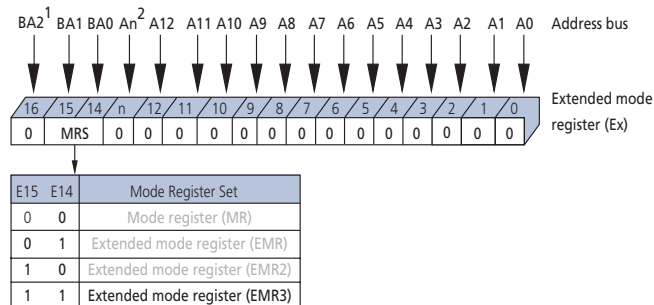 BA2¹ BA1 BA0 An² A12 A11 A10 A9 A8 A7 A6 A5 A4 A3 A2 A1 A0 Address bus
16 15 14 n 12 11 10 9 8 7 6 5 4 3 2 1 0 Extended mode
register (Ex)
0 MRS 0 0 0 0 0 0 0 0 0 0 0 0 0 0
E15 E14 Mode Register Set
0 0 Mode register (MR)
0 1 Extended mode register (EMR)
1 0 Extended mode register (EMR2)
1 1 Extended mode register (EMR3)